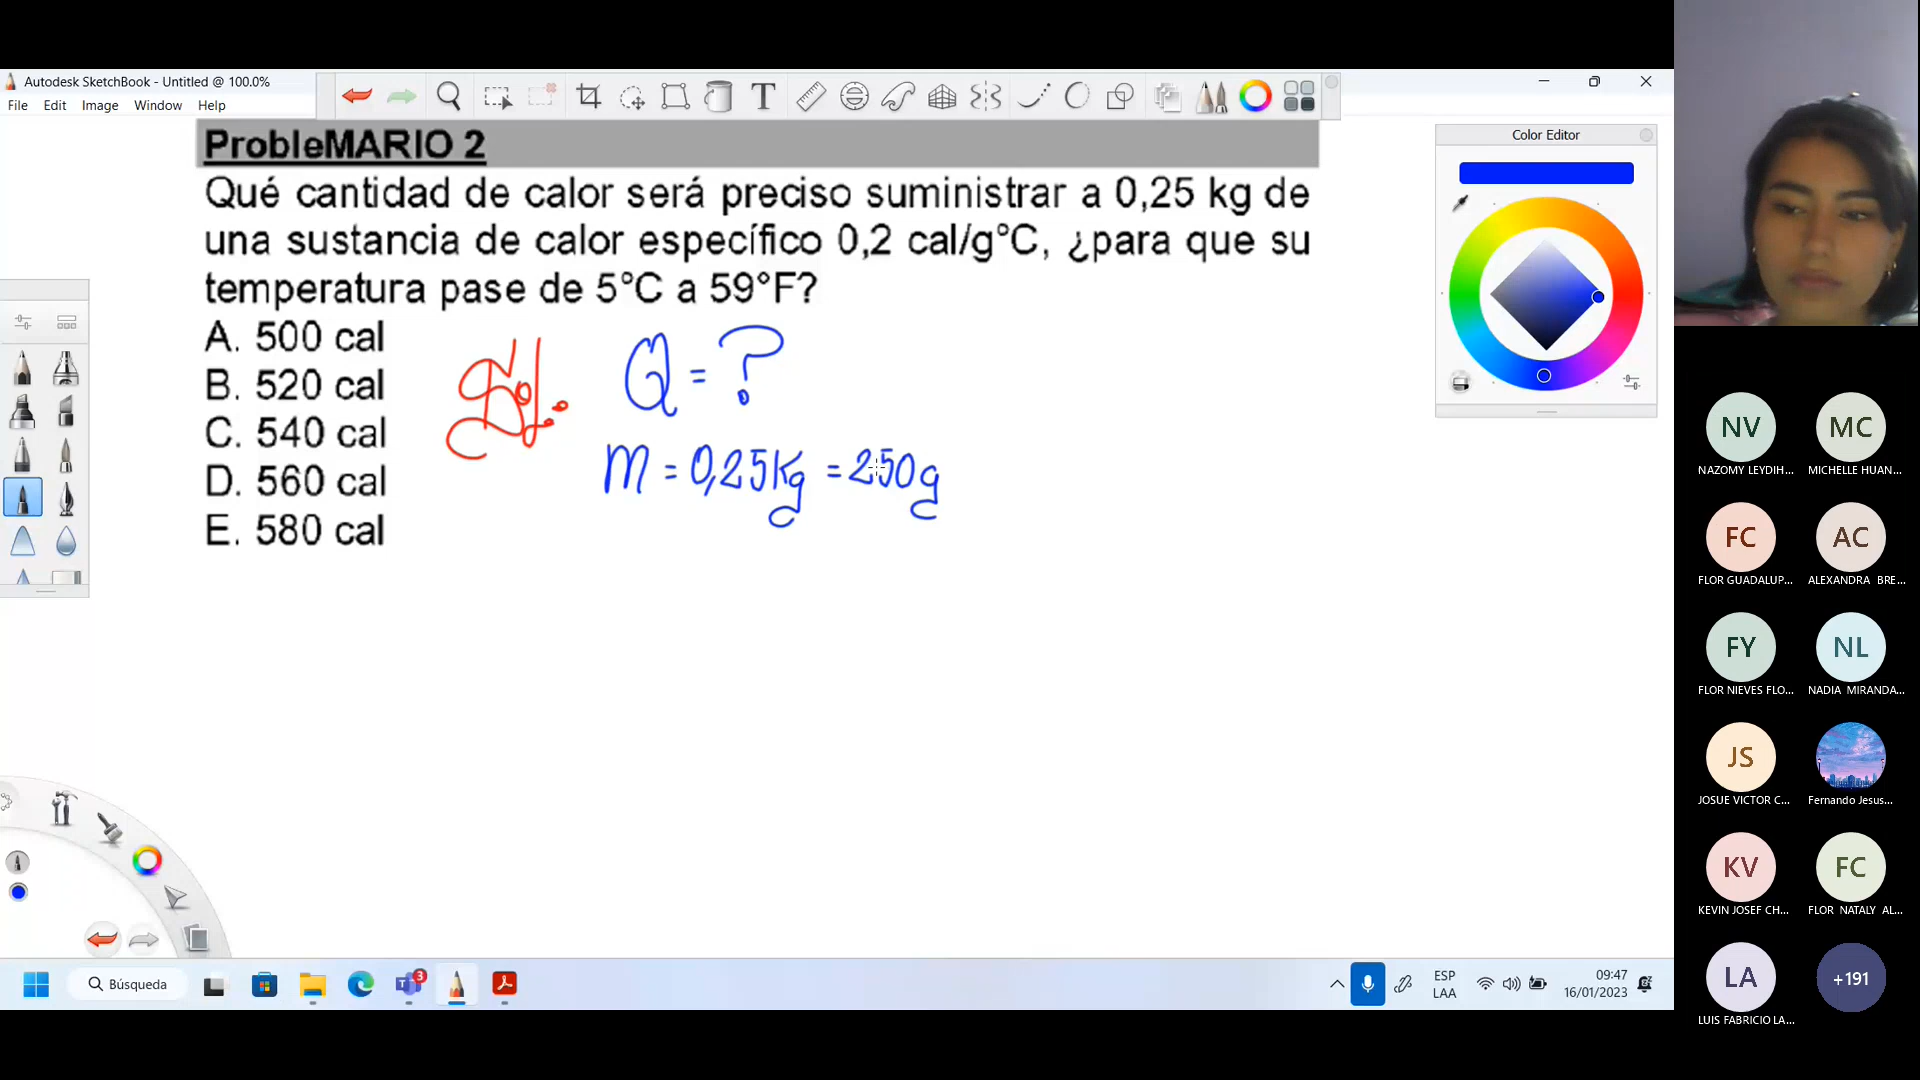 Autodesk SketchBook - Untitled @ 100.0%
File Edit Image Window Help
T
ProbleMARIO 2
Qué cantidad de calor será preciso suministrar a 0,25 kg de
una sustancia de calor específico 0,2 cal/g°C, ¿para que su
temperatura pase de 5°C a 59°F?
A. 500 cal
B. 520 cal
C. 540 cal
D. 560 cal
E. 580 cal
Sol.:
Q = ?
m = 0,25Kg = 250g
Color Editor
NV
NAZOMY LEYDIH...
MC
MICHELLE HUAN...
FC
FLOR GUADALUP...
AC
ALEXANDRA BRE...
FY
FLOR NIEVES FLO...
NL
NADIA MIRANDA...
JS
JOSUE VICTOR C...
Fernando Jesus...
KV
KEVIN JOSEF CH...
FC
FLOR NATALY AL...
LA
LUIS FABRICIO LA...
+191
Búsqueda
3
ESP
LAA
09:47
16/01/2023